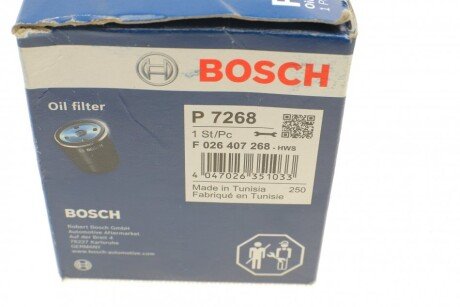 BOSCH
Oil filter
P 7268
1 St/Pc
F 026 407 268 - HWS
4 047026 351033
Made in Tunisia 250
Fabriqué en Tunisie
BOSCH
Robert Bosch GmbH
Automotive Aftermarket
Auf der Breit 4
76227 Karlsruhe
GERMANY
www.bosch-automotive.com